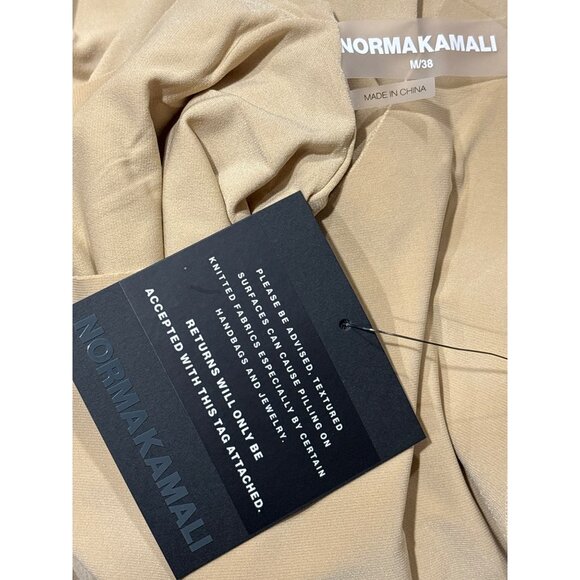 NORMAKAMALI
M/38
MADE IN CHINA
PLEASE BE ADVISED, TEXTURED
SURFACES CAN CAUSE PILLING ON
KNITTED FABRICS ESPECIALLY BY CERTAIN
HANDBAGS AND JEWELRY.
RETURNS WILL ONLY BE
ACCEPTED WITH THIS TAG ATTACHED.
NORMAKAMALI